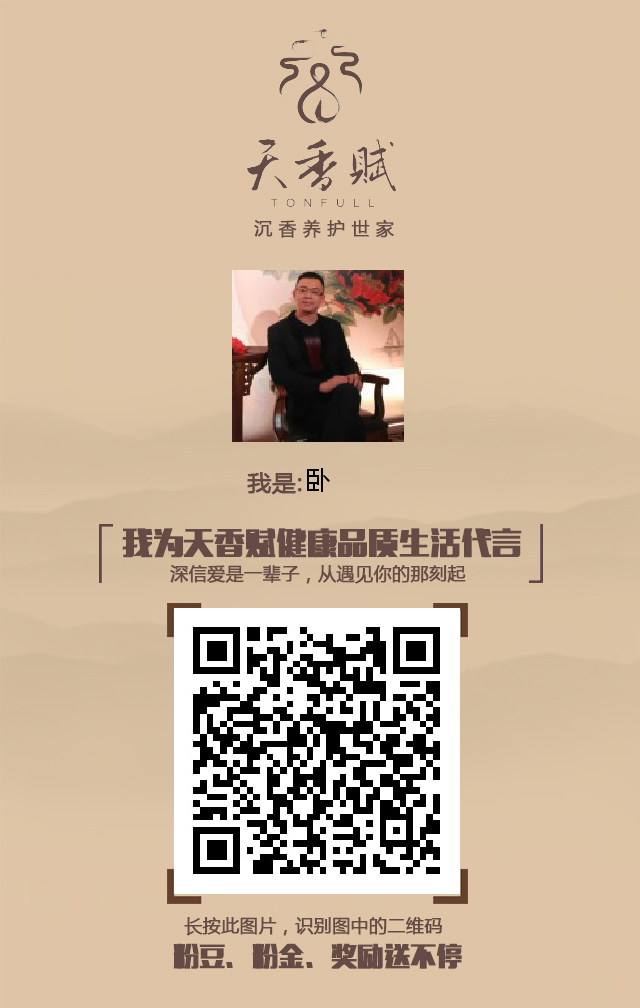 天香赋
TONFULL
沉香养护世家
我是:卧
我为天香赋健康品质生活代言
深信爱是一辈子，从遇见你的那刻起
长按此图片，识别图中的二维码
粉豆、粉金、奖励送不停